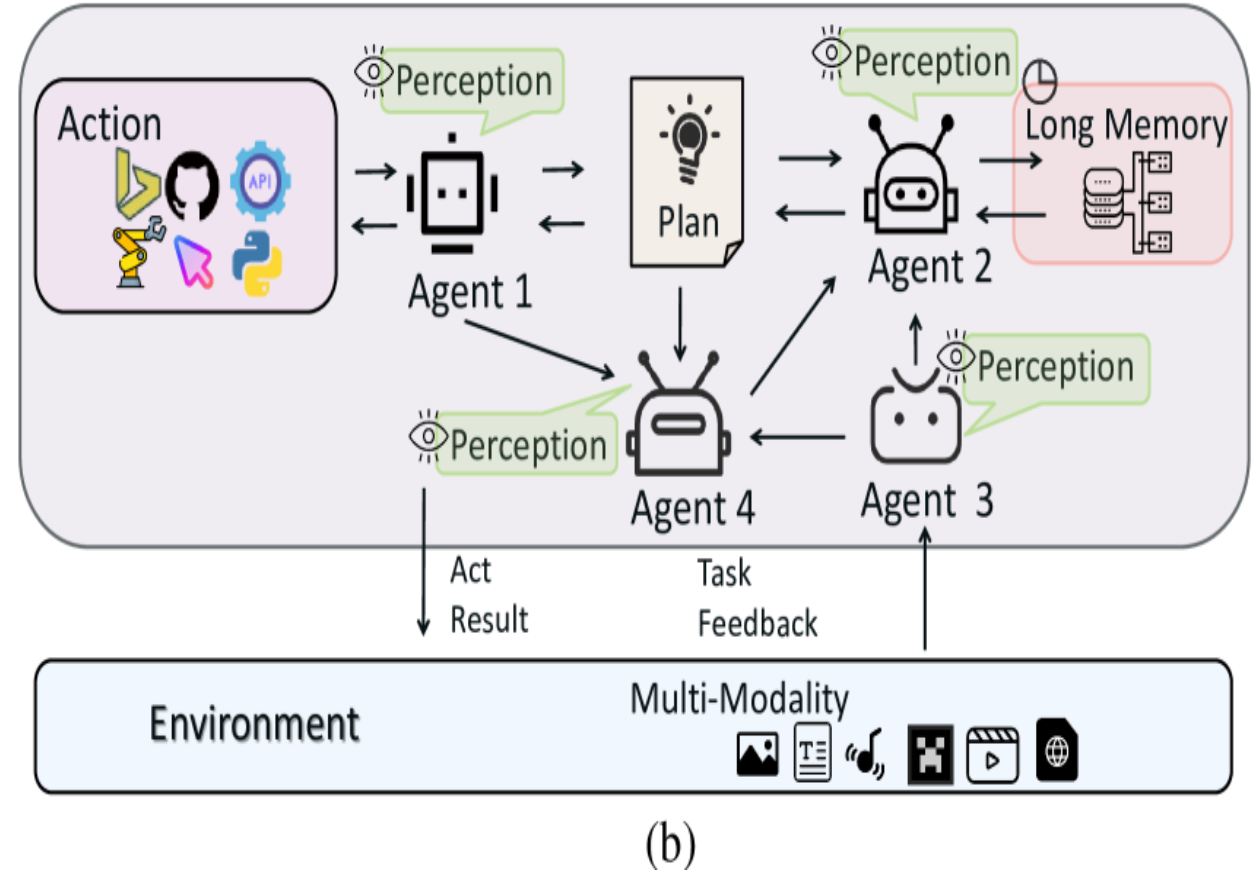 Perception
Perception
Action
Long Memory
API
Plan
Agent 1
Agent 2
Perception
Perception
Agent 4
Agent 3
Act
Result
Task
Feedback
Multi-Modality
Environment
T
(b)